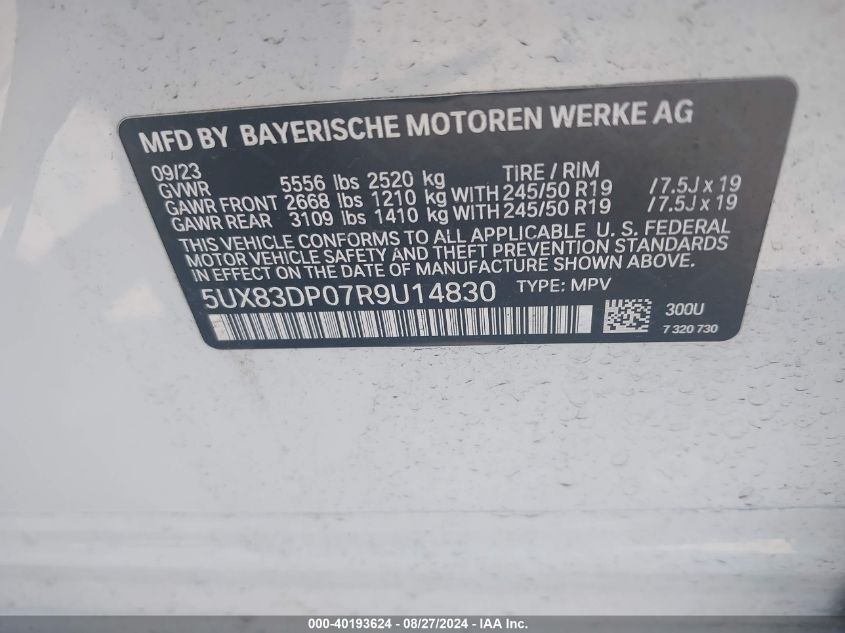 MFD BY BAYERISCHE MOTOREN WERKE AG
09/23 TIRE / RIM
GVWR 5556 lbs 2520 kg
GAWR FRONT 2668 lbs 1210 kg WITH 245/50 R19 / 7.5J x 19
GAWR REAR 3109 lbs 1410 kg WITH 245/50 R19 / 7.5J x 19
THIS VEHICLE CONFORMS TO ALL APPLICABLE U. S. FEDERAL
MOTOR VEHICLE SAFETY AND THEFT PREVENTION STANDARDS
IN EFFECT ON THE DATE OF MANUFACTURE SHOWN ABOVE.
5UX83DP07R9U14830 TYPE: MPV
300U
7 320 730
000-40193624 / 08/27/2024 - IAA Inc.